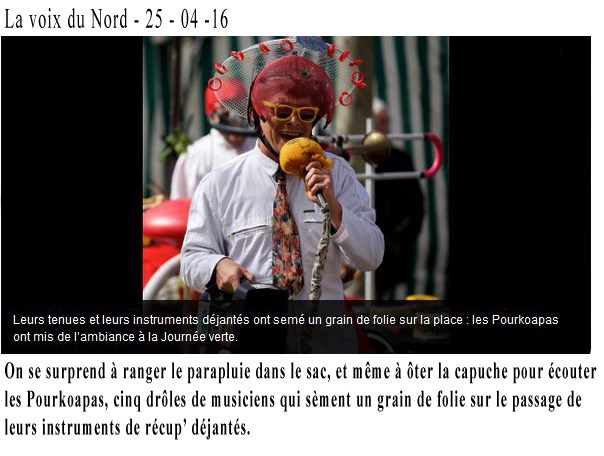 La voix du Nord - 25 - 04 -16
Leurs tenues et leurs instruments déjantés ont semé un grain de folie sur la place : les Pourkoapas
ont mis de l'ambiance à la Journée verte.
On se surprend à ranger le parapluie dans le sac, et même à ôter la capuche pour écouter
les Pourkoapas, cinq drôles de musiciens qui sèment un grain de folie sur le passage de
leurs instruments de récup' déjantés.